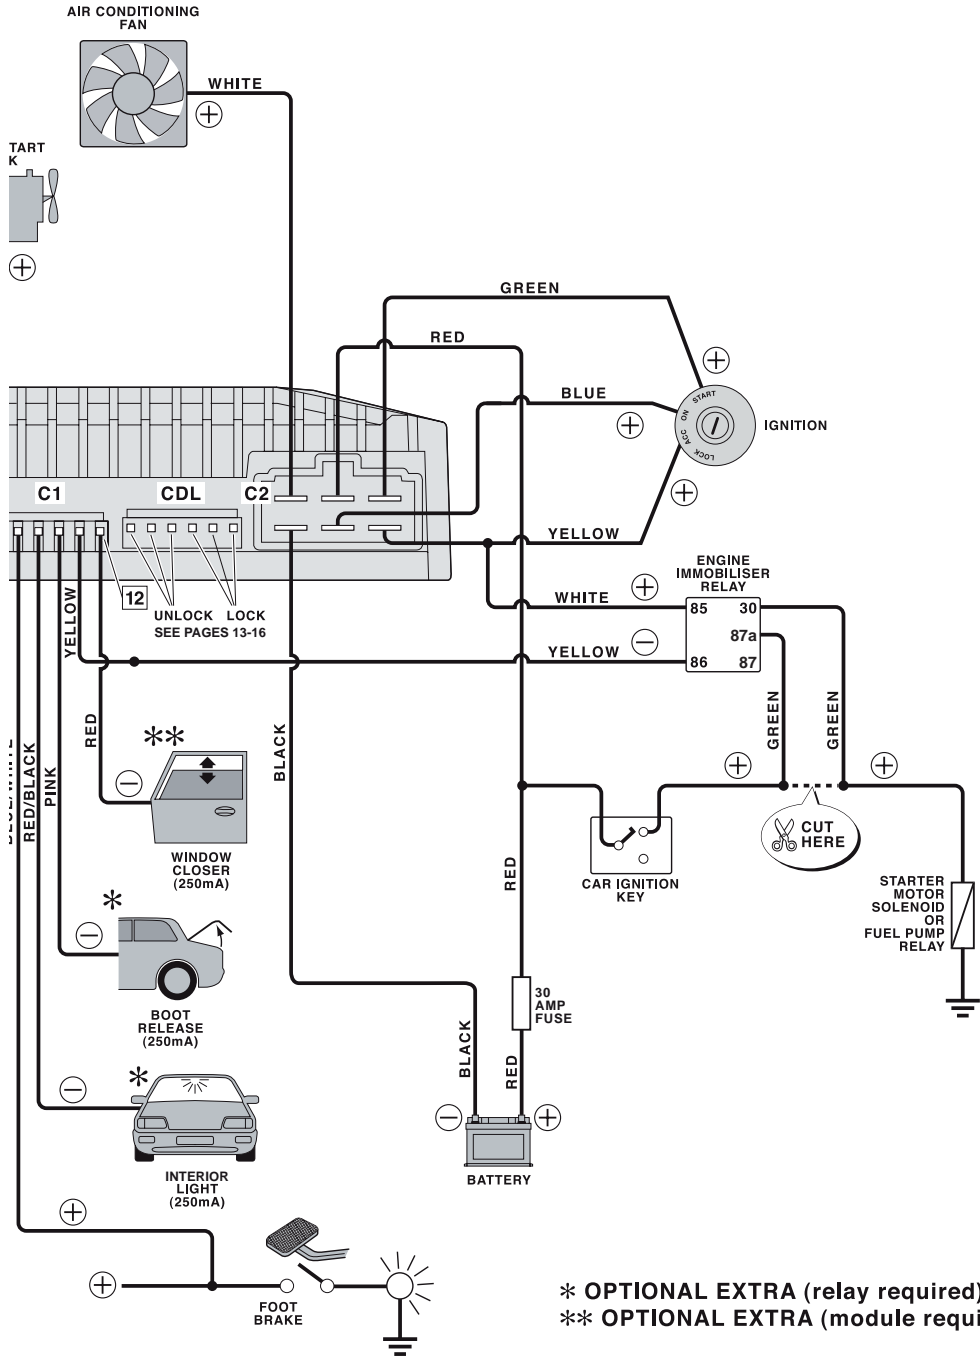 AIR CONDITIONING
FAN
WHITE
TART
K
GREEN
RED
BLUE
START
ON
ACC
LOCK
IGNITION
C1
CDL
C2
YELLOW
12
UNLOCK LOCK
SEE PAGES 13-16
ENGINE
IMMOBILISER
RELAY
WHITE
85 30
87a
86 87
YELLOW
YELLOW
RED
BLACK
GREEN
GREEN
RED/BLACK
PINK
WINDOW
CLOSER
(250mA)
CUT
HERE
CAR IGNITION
KEY
RED
STARTER
MOTOR
SOLENOID
OR
FUEL PUMP
RELAY
BOOT
RELEASE
(250mA)
30
AMP
FUSE
BLACK
RED
BATTERY
INTERIOR
LIGHT
(250mA)
FOOT
BRAKE
* OPTIONAL EXTRA (relay required)
** OPTIONAL EXTRA (module requi